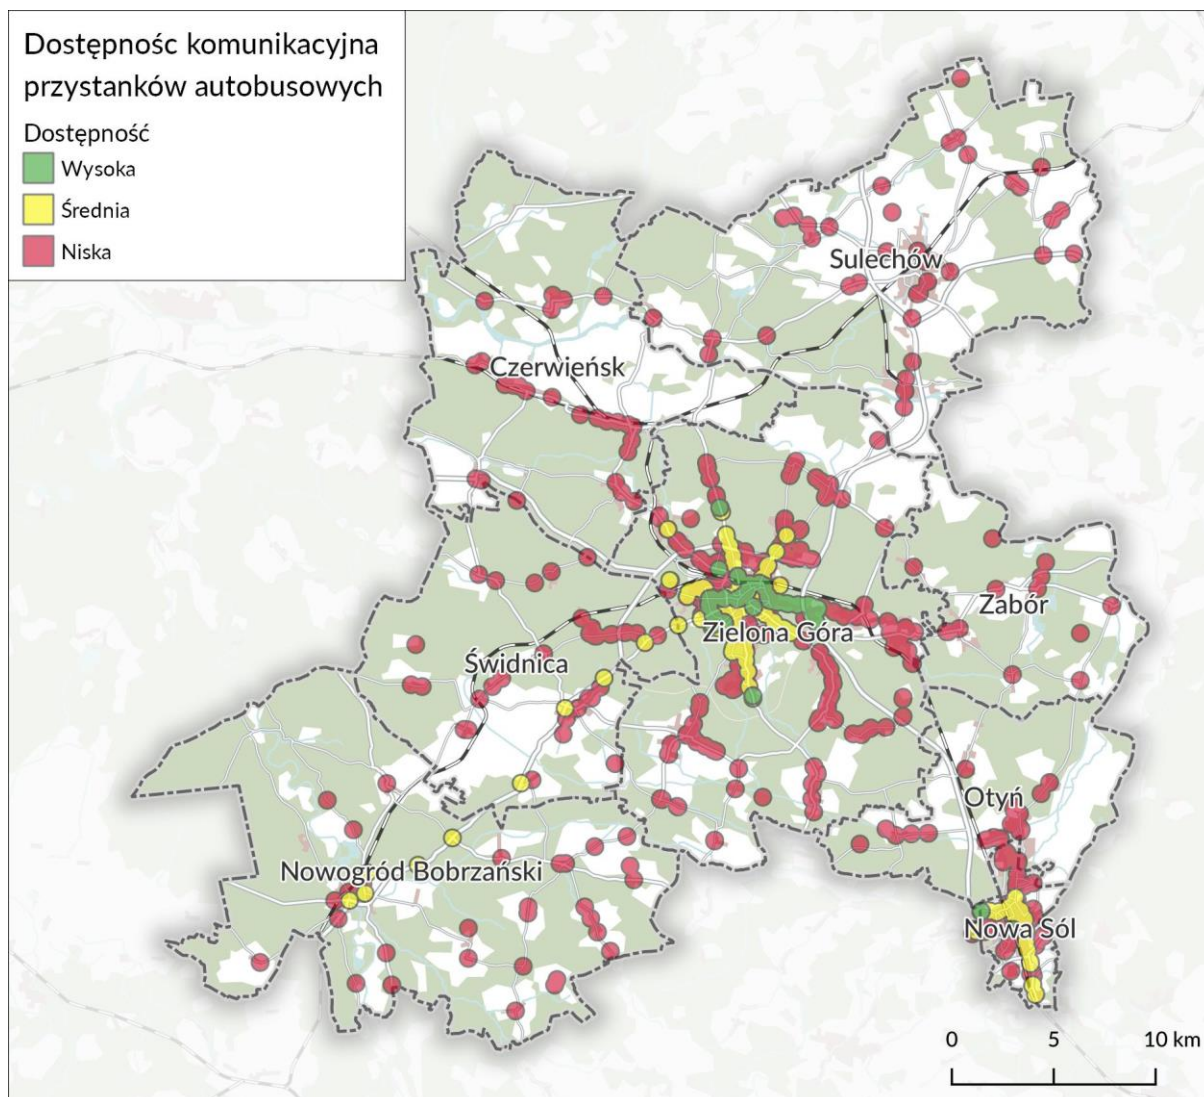 Dostępnośc komunikacyjna
przystanków autobusowych
Dostępność
Wysoka
Średnia
Niska
Sulechów
Czerwieńsk
Zabór
Zielona Góra
Świdnica
Otyń
Nowogród Bobrzański
Nowa Sól
0 5 10 km